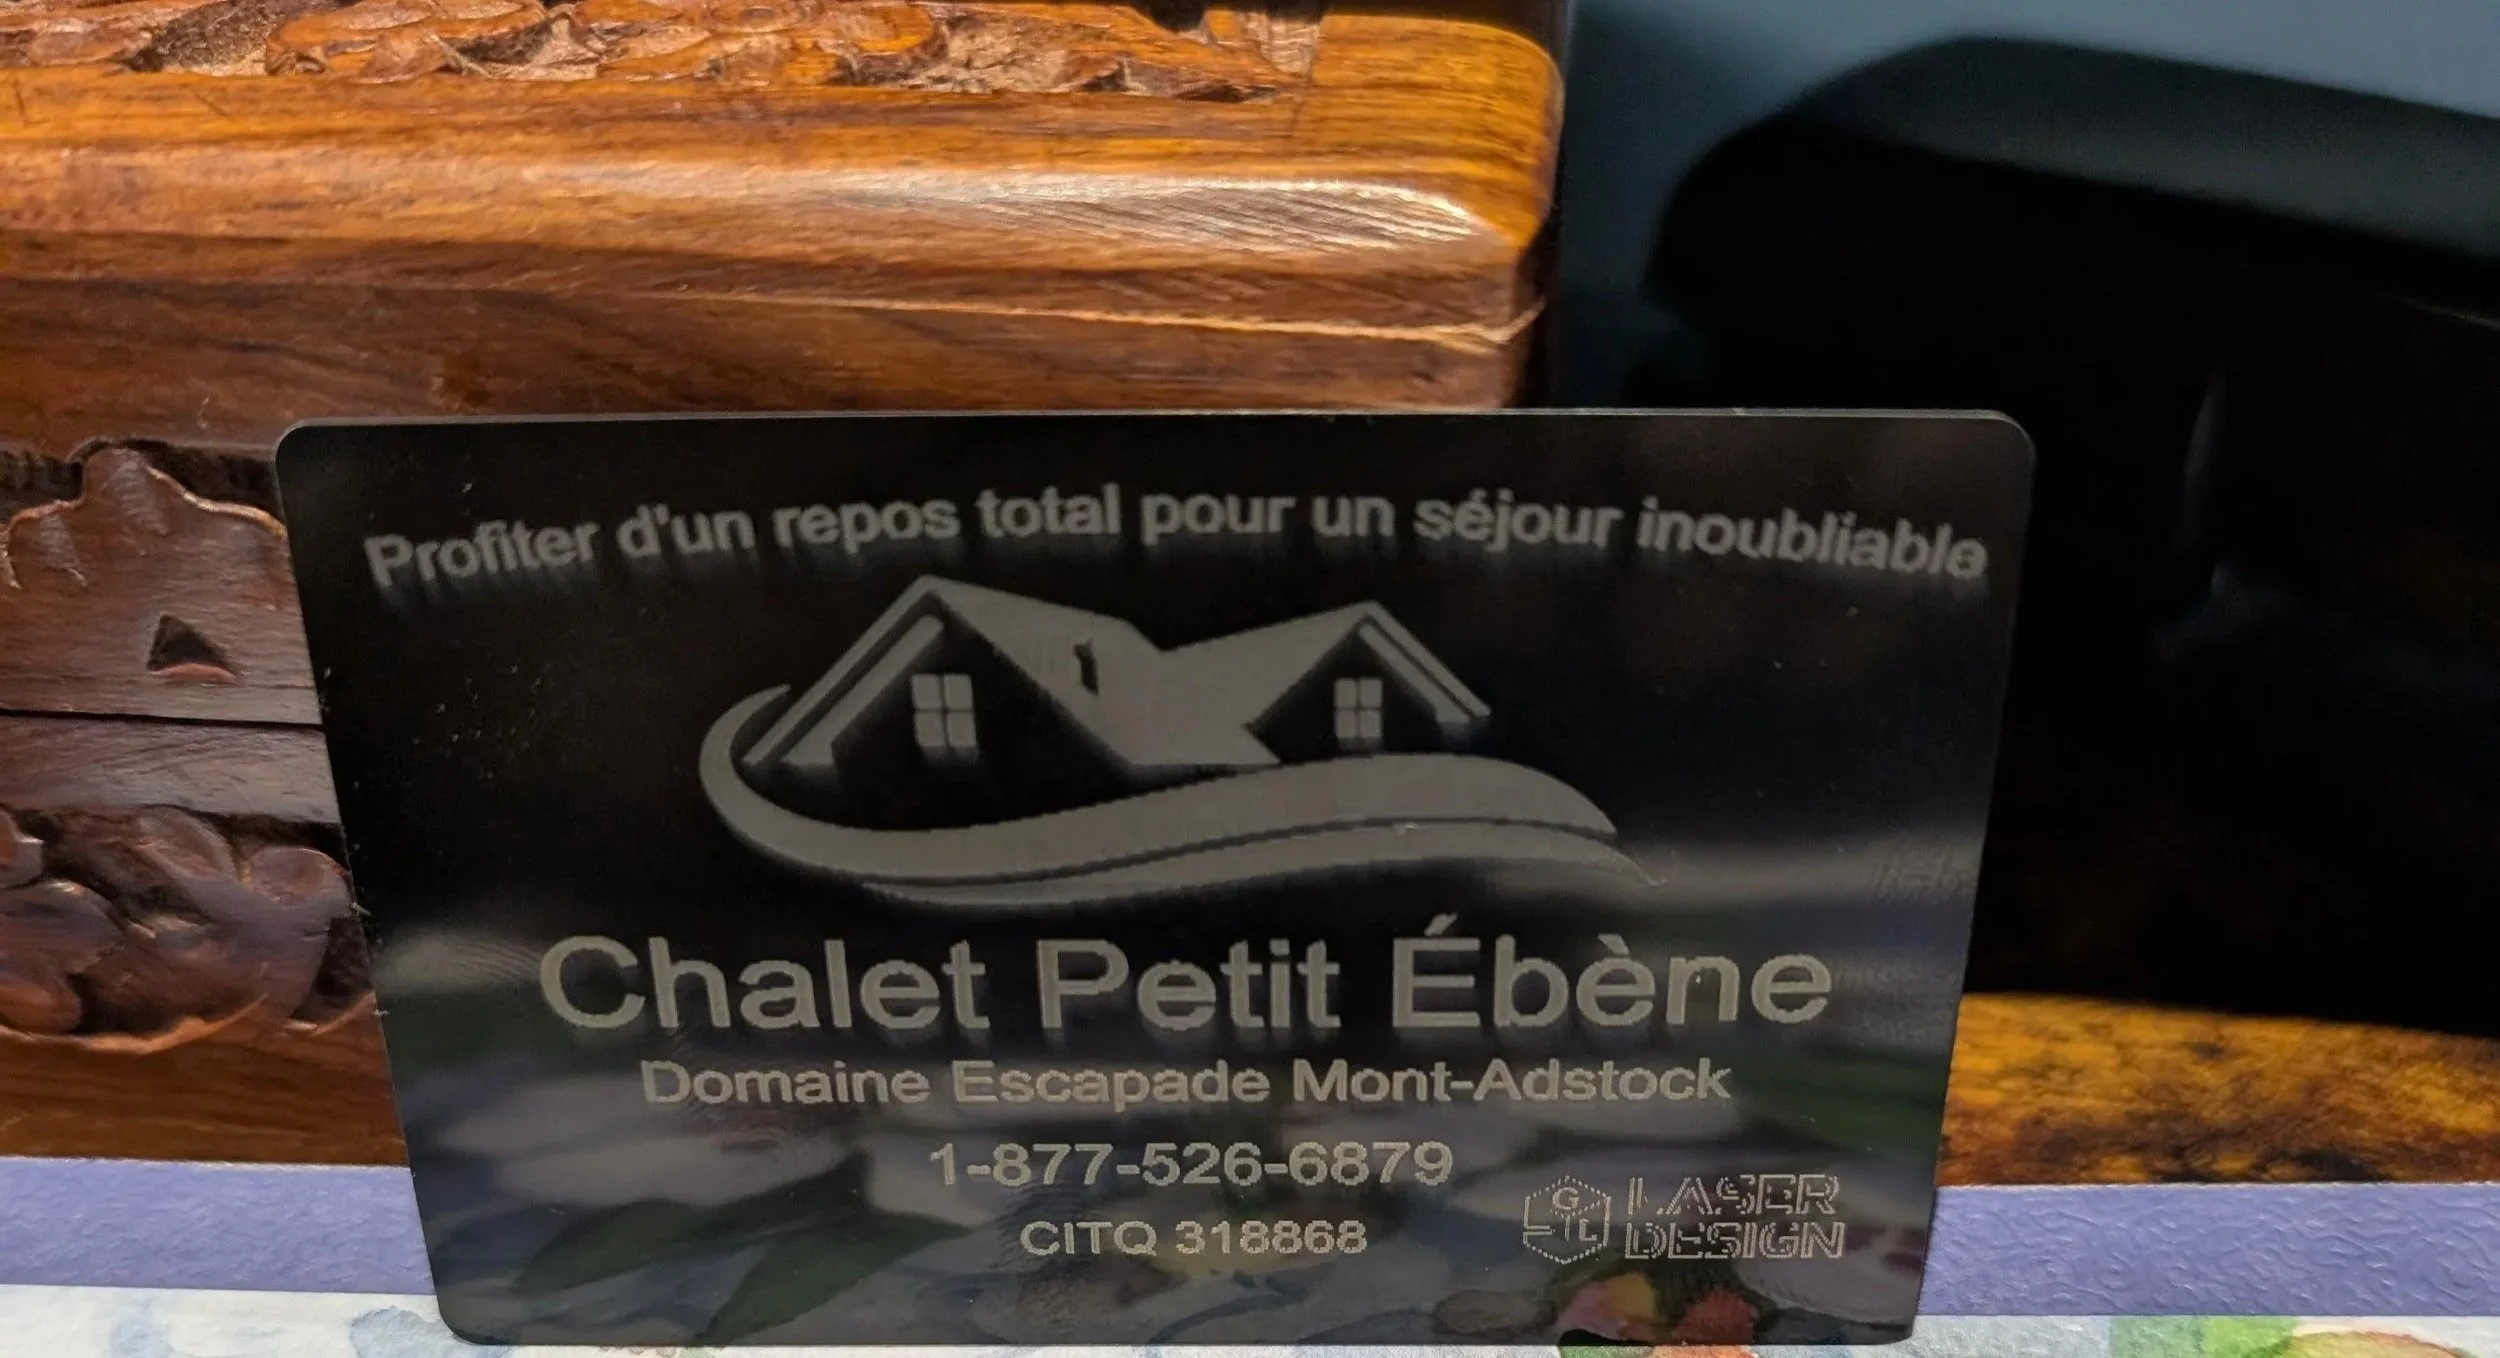 Profiter d'un repos total pour un séjour inoubliable
Chalet Petit Ébène
Domaine Escapade Mont-Adstock
1-877-526-6879
CITQ 318868
GL LASER
DESIGN